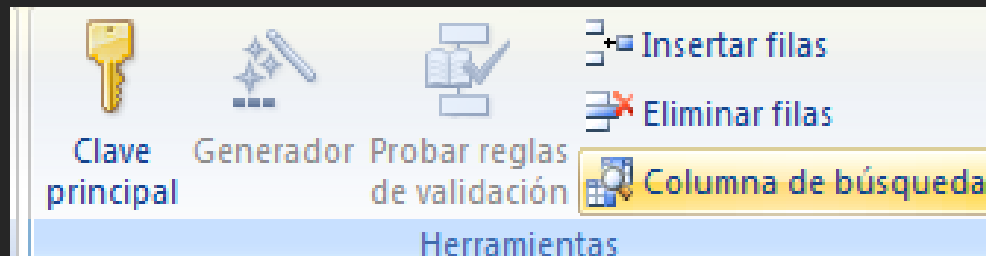 Clave
principal
Generador
Probar reglas
de validación
Insertar filas
Eliminar filas
Columna de búsqueda
Herramientas